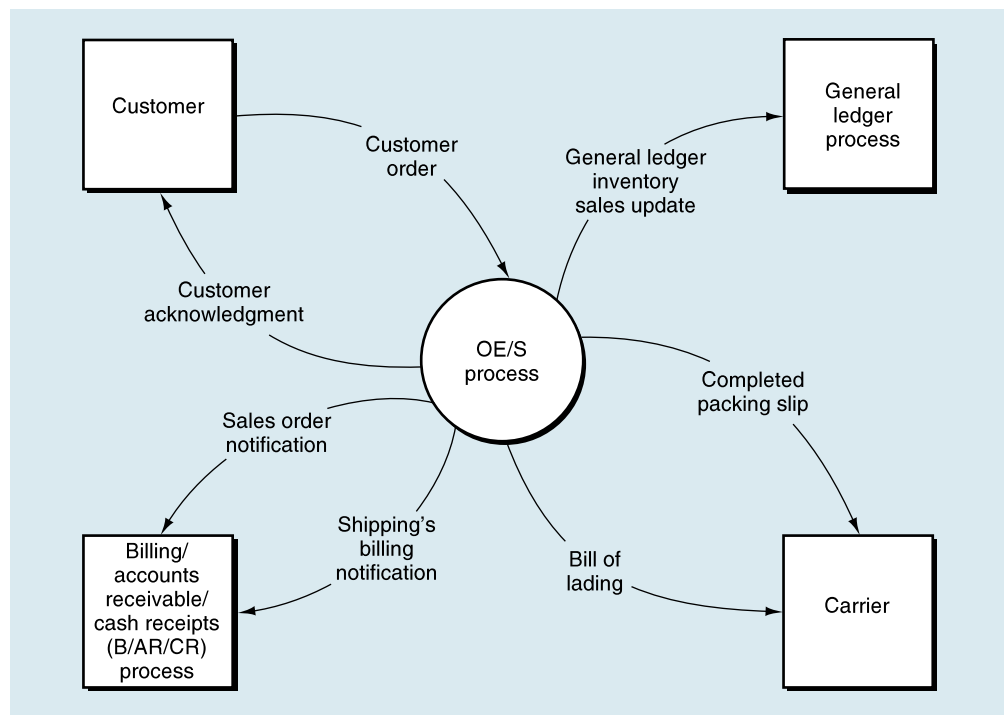 Customer
General
ledger
process
Customer
order
General ledger
inventory
sales update
Customer
acknowledgment
OE/S
process
Completed
packing slip
Sales order
notification
Shipping’s
billing
notification
Bill of
lading
Billing/
accounts
receivable/
cash receipts
(B/AR/CR)
process
Carrier